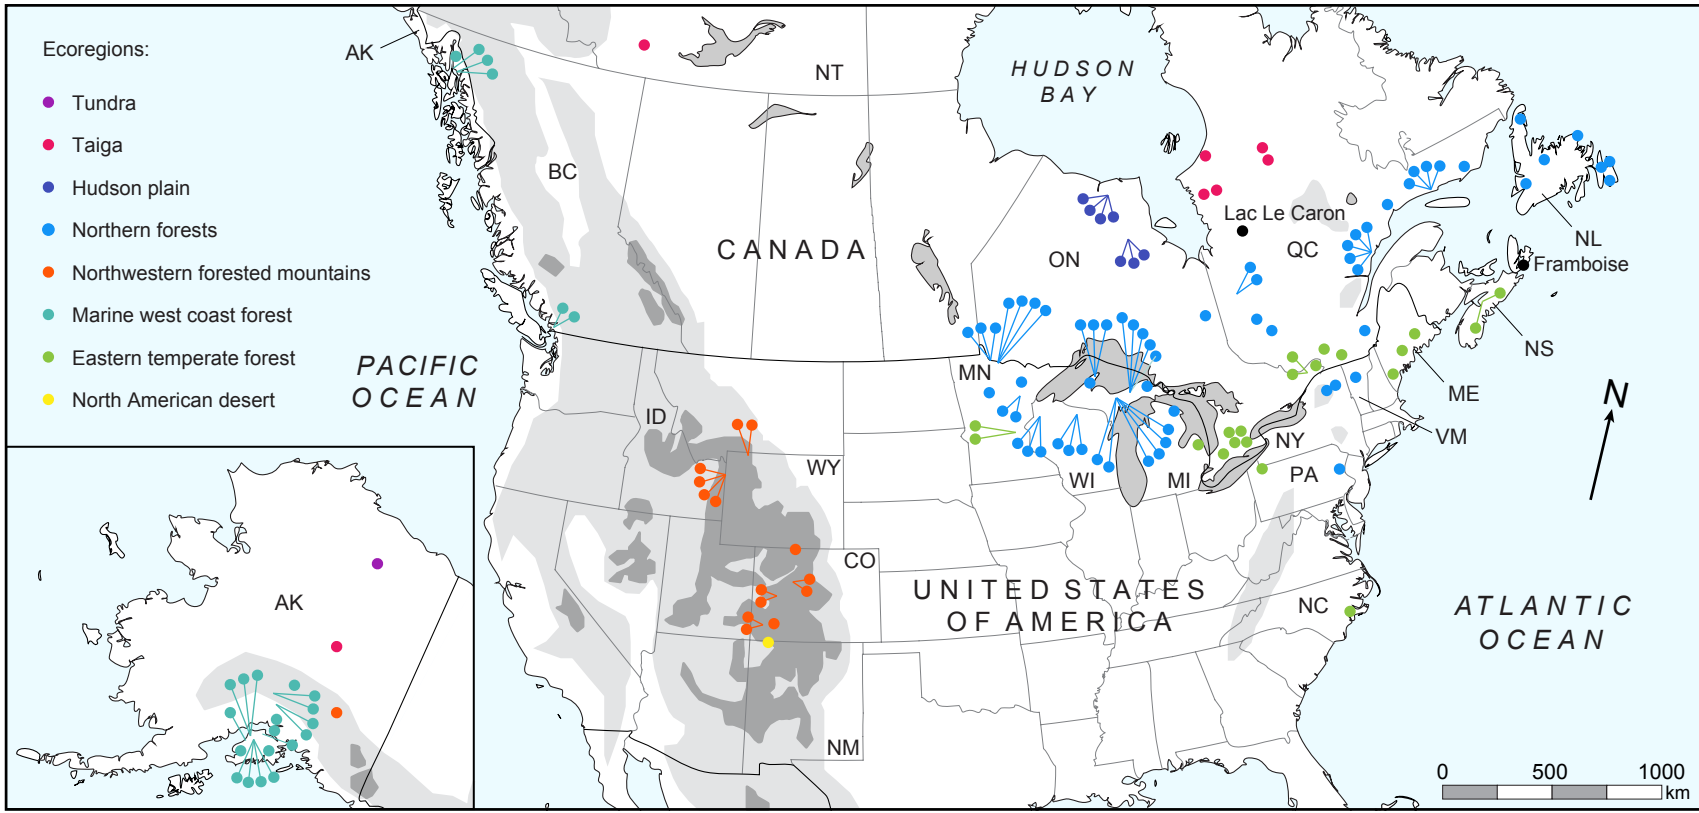 Ecoregions:
Tundra
Taiga
Hudson plain
Northern forests
Northwestern forested mountains
Marine west coast forest
Eastern temperate forest
North American desert
AK
NT
HUDSON
BAY
BC
CANADA
ON
Lac Le Caron
QC
NL
Framboise
NS
PACIFIC
OCEAN
MN
ME
N
ID
WY
WI
MI
NY
VM
PA
CO
UNITED STATES
OF AMERICA
NC
ATLANTIC
OCEAN
AK
NM
0 500 1000
km